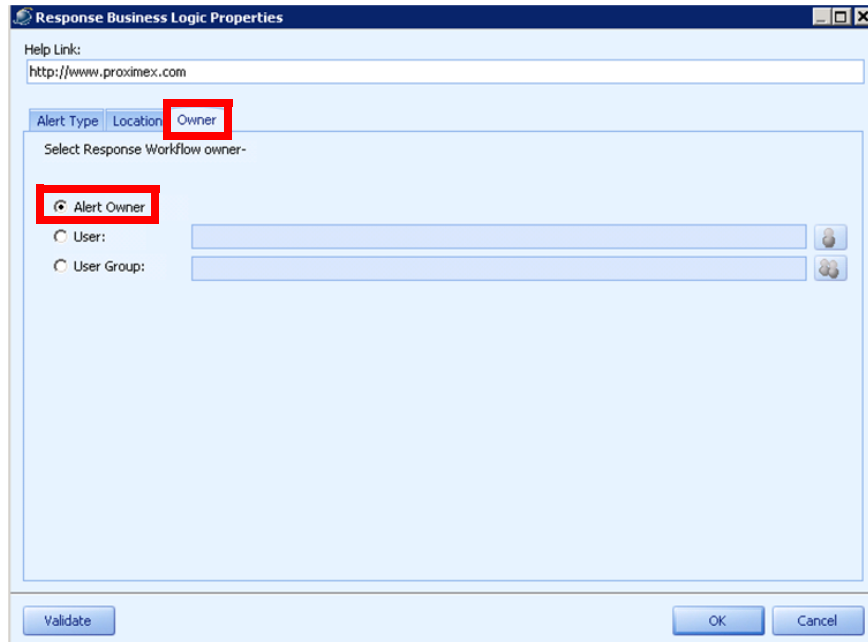 Response Business Logic Properties
Help Link:
http://www.proximex.com
Alert Type Location Owner
Select Response Workflow owner-
Alert Owner
User:
User Group:
Validate OK Cancel